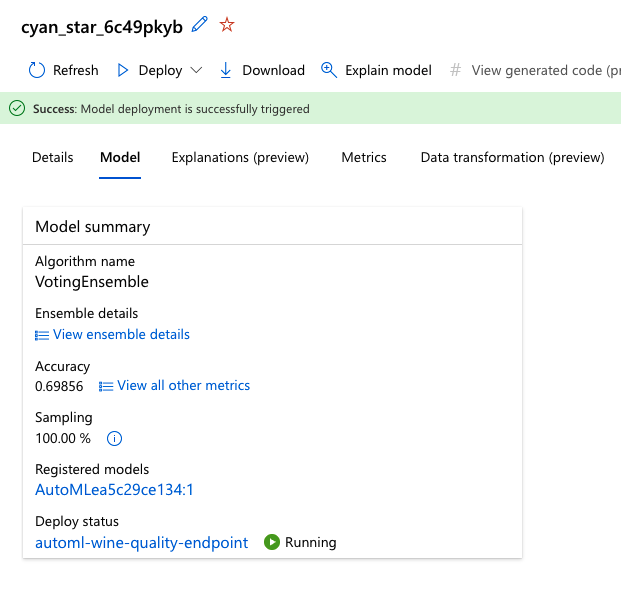 cyan_star_6c49pkyb
Refresh Deploy Download Explain model # View generated code (pr
Success: Model deployment is successfully triggered
Details Model Explanations (preview) Metrics Data transformation (preview)
Model summary
Algorithm name
VotingEnsemble
Ensemble details
View ensemble details
Accuracy
0.69856 View all other metrics
Sampling
100.00 %
Registered models
AutoMLea5c29ce134:1
Deploy status
automl-wine-quality-endpoint Running